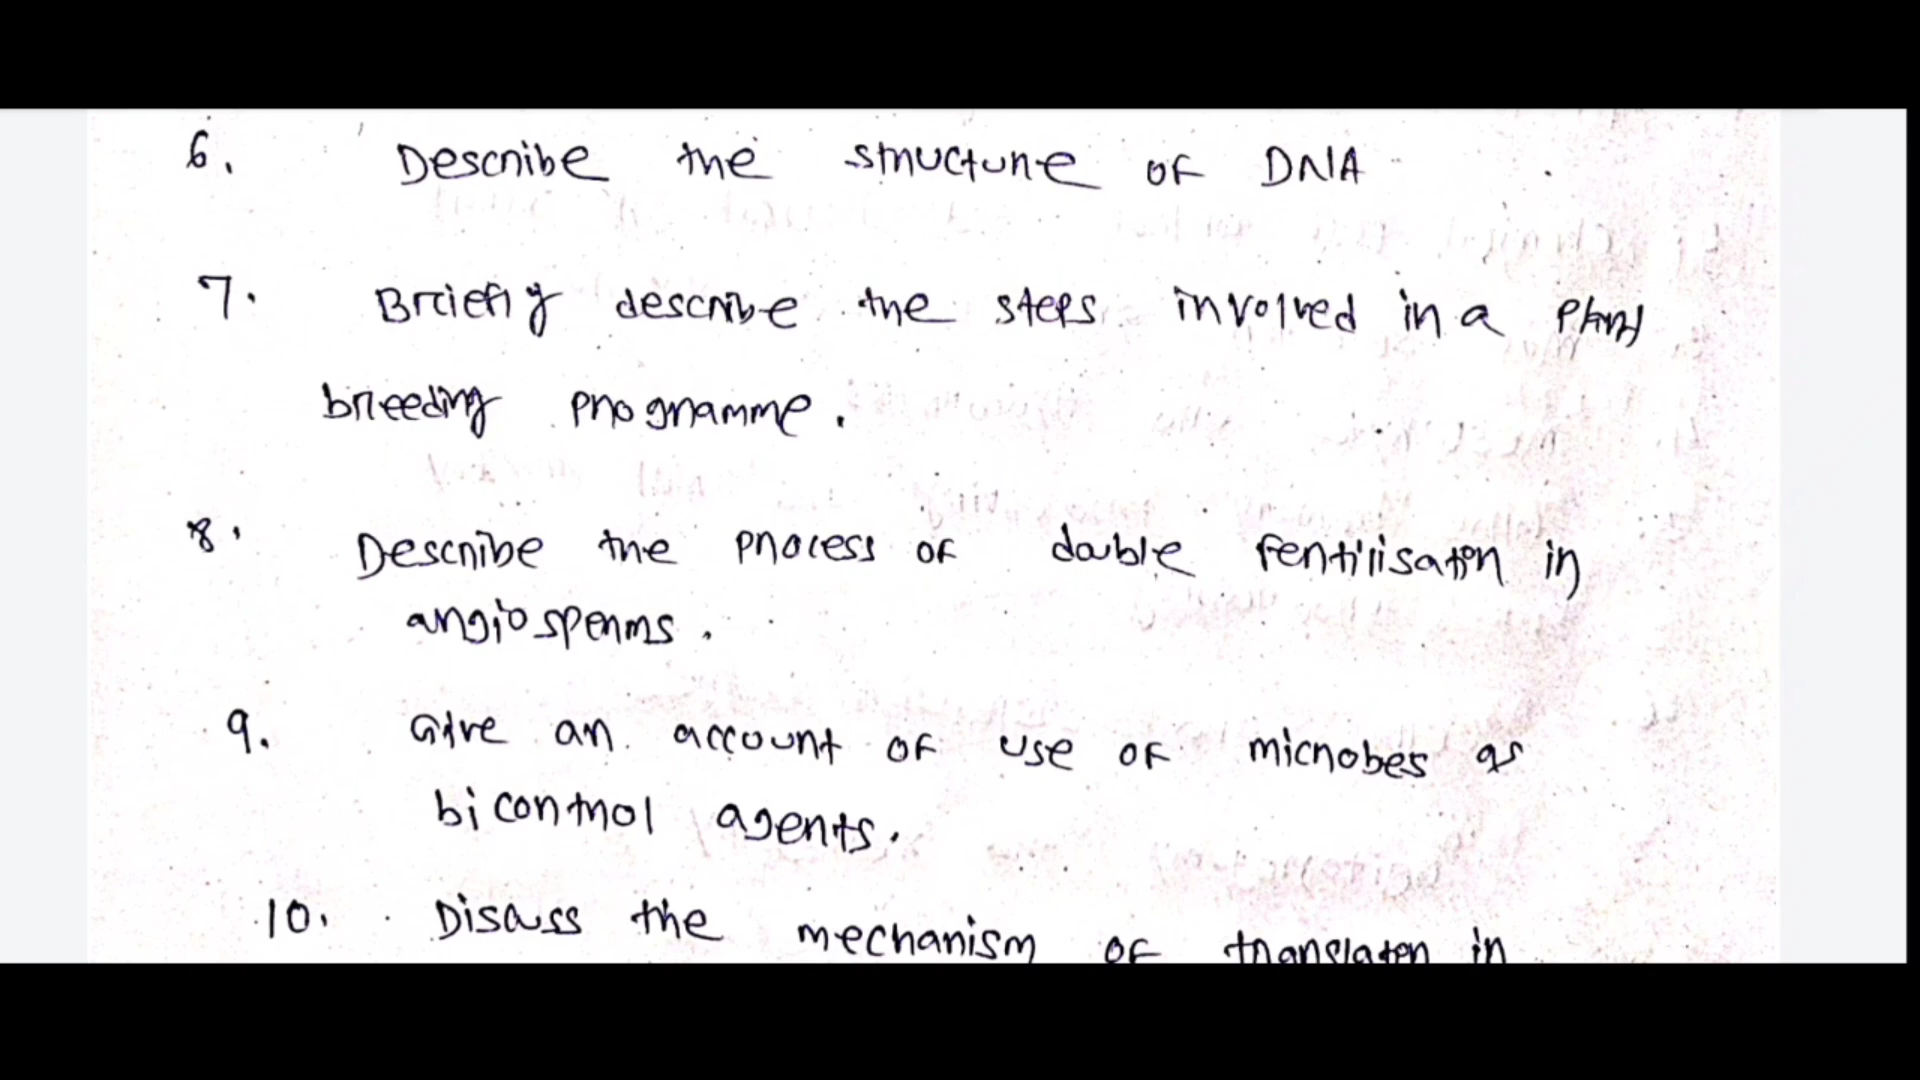 6. Describe the structure of DNA
7. Briefly describe the steps involved in a plant
breeding programme.
8. Describe the process of double fertilisation in
angiosperms.
9. Give an account of use of microbes as
bicontrol agents.
10. Discuss the mechanism of translation in